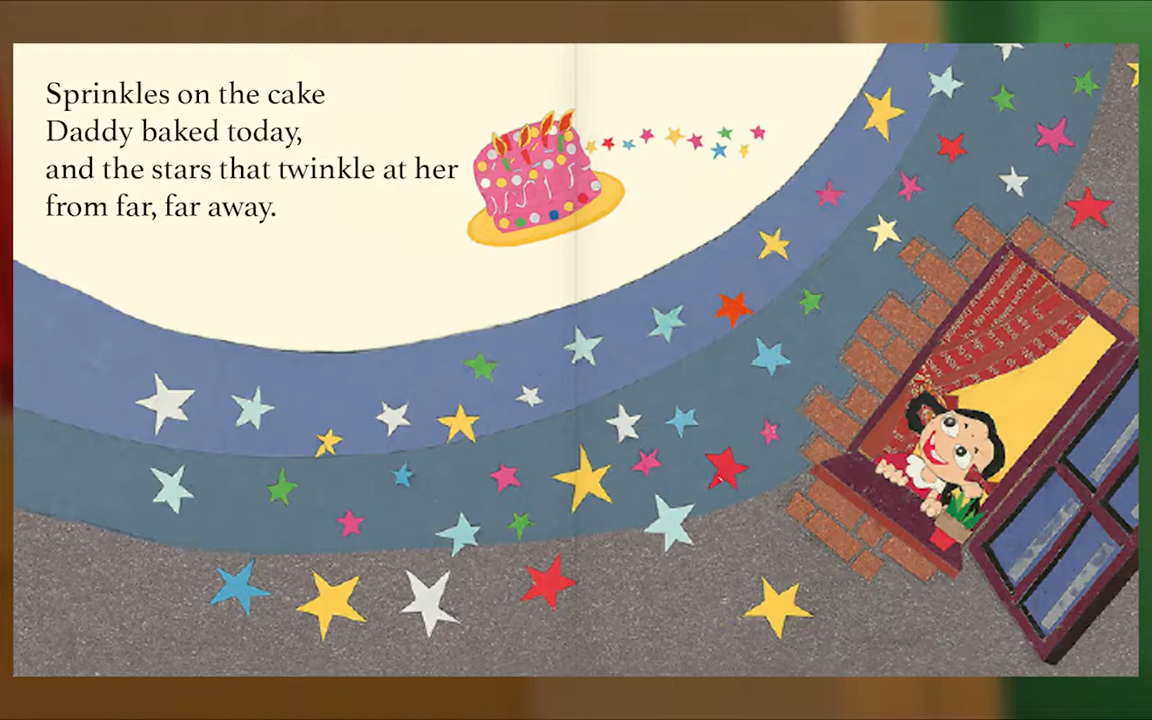 Sprinkles on the cake
Daddy baked today,
and the stars that twinkle at her
from far, far away.